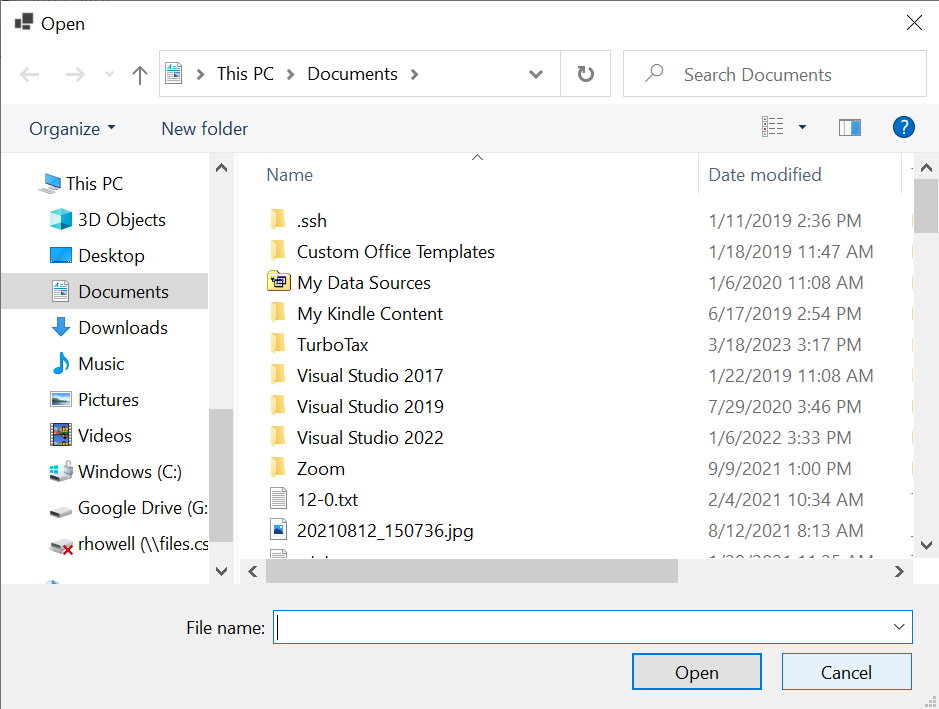 Open
This PC Documents
Search Documents
Organize New folder
?
This PC
3D Objects
Desktop
Documents
Downloads
Music
Pictures
Videos
Windows (C:)
Google Drive (G:
rhowell (\\files.cs
Name Date modified
.ssh 1/11/2019 2:36 PM
Custom Office Templates 1/18/2019 11:47 AM
My Data Sources 1/6/2020 11:08 AM
My Kindle Content 6/17/2019 2:54 PM
TurboTax 3/18/2023 3:17 PM
Visual Studio 2017 1/22/2019 11:08 AM
Visual Studio 2019 7/29/2020 3:46 PM
Visual Studio 2022 1/6/2022 3:33 PM
Zoom 9/9/2021 1:00 PM
12-0.txt 2/4/2021 10:34 AM
20210812_150736.jpg 8/12/2021 8:13 AM
File name:
Open Cancel